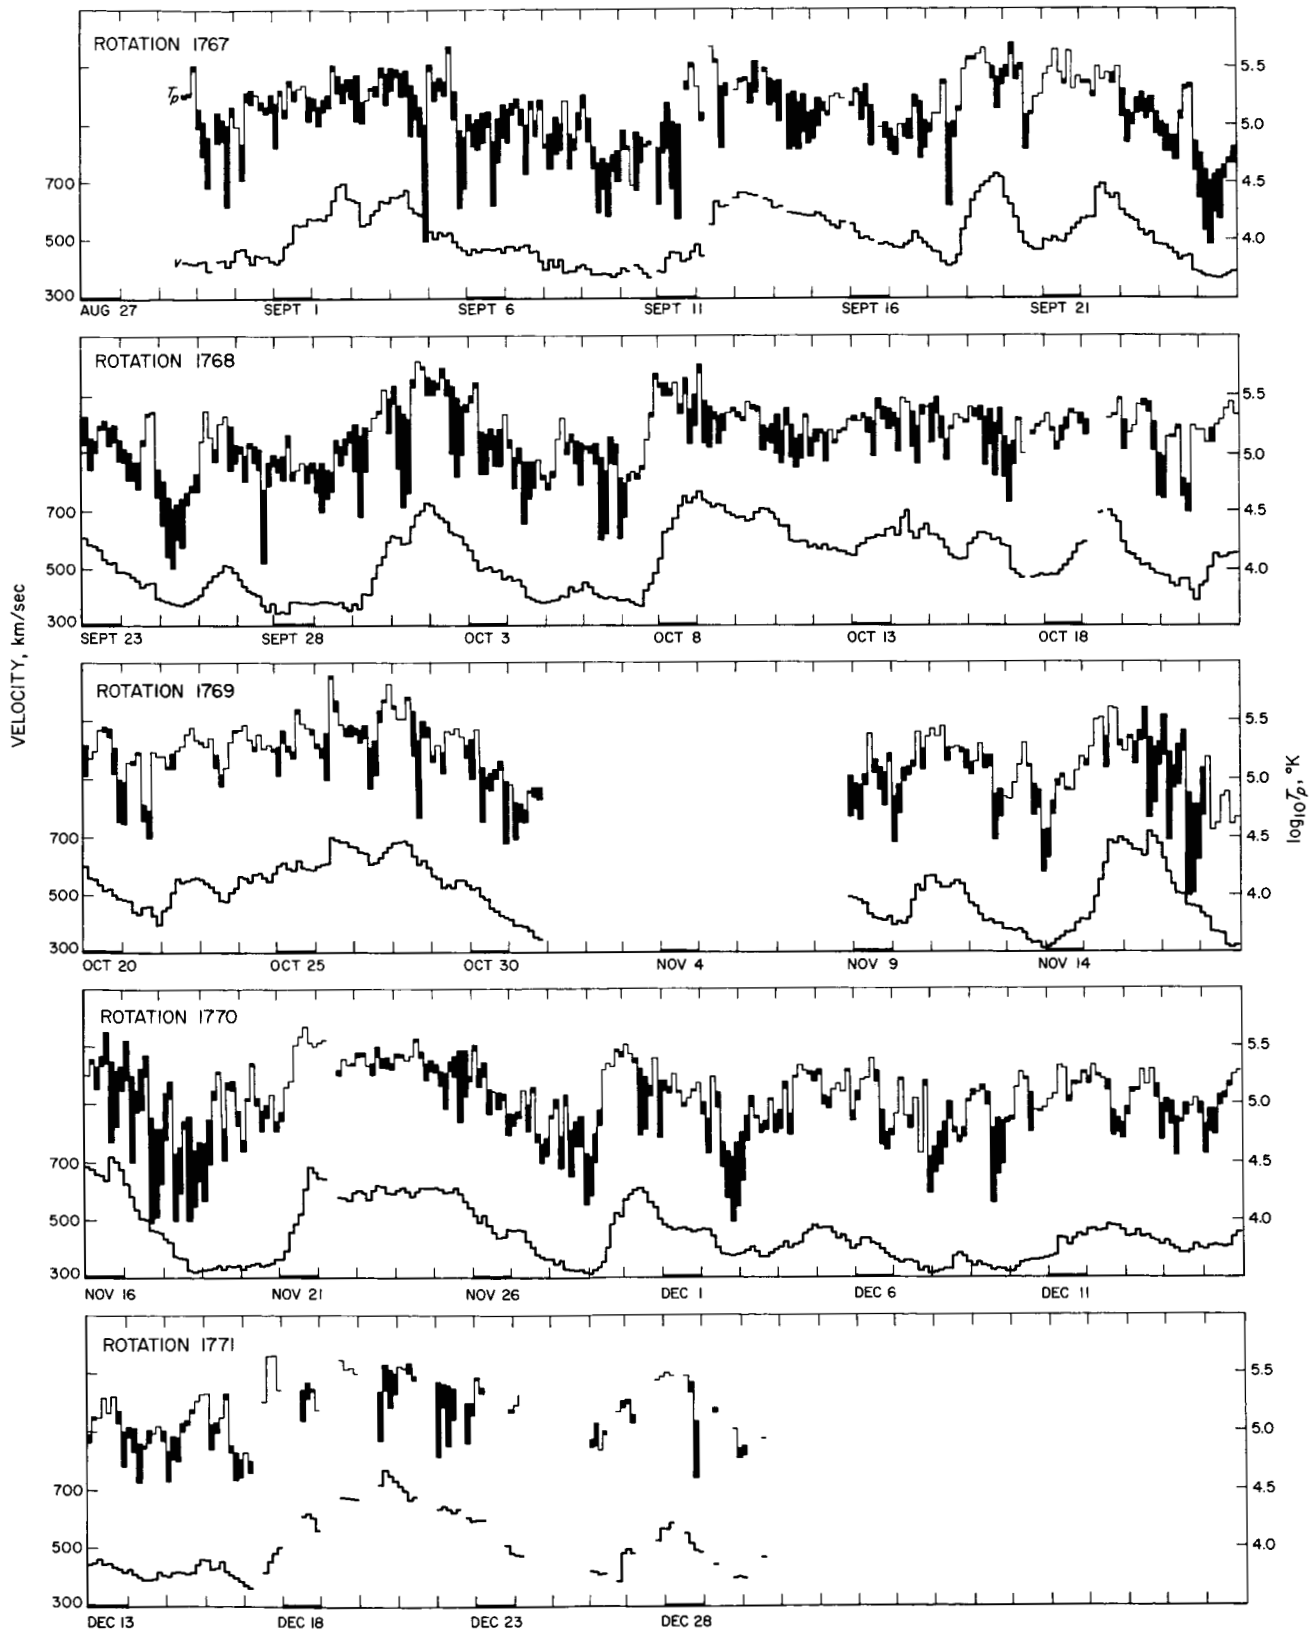 ROTATION 1767
Tp
v
700
500
300
5.5
5.0
4.5
4.0
AUG 27 SEPT 1 SEPT 6 SEPT 11 SEPT 16 SEPT 21
ROTATION 1768
700
500
300
5.5
5.0
4.5
4.0
SEPT 23 SEPT 28 OCT 3 OCT 8 OCT 13 OCT 18
VELOCITY, km/sec
ROTATION 1769
700
500
300
5.5
5.0
4.5
4.0
log10Tp, °K
OCT 20 OCT 25 OCT 30 NOV 4 NOV 9 NOV 14
ROTATION 1770
700
500
300
5.5
5.0
4.5
4.0
NOV 16 NOV 21 NOV 26 DEC 1 DEC 6 DEC 11
ROTATION 1771
700
500
300
5.5
5.0
4.5
4.0
DEC 13 DEC 18 DEC 23 DEC 28